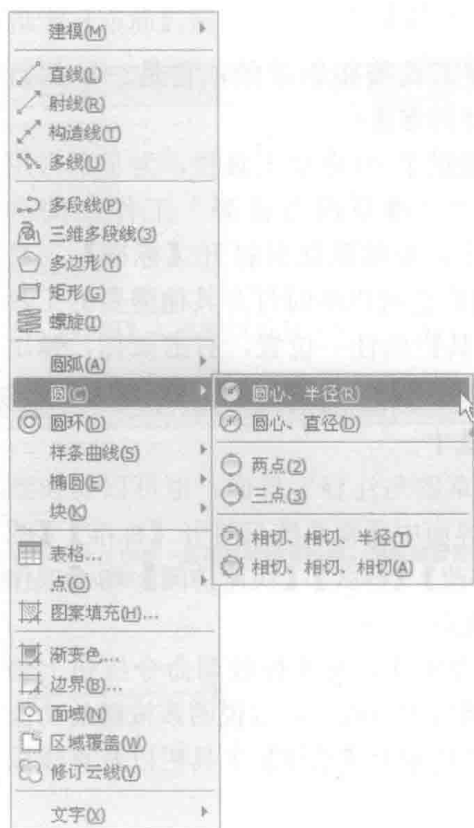 建模(M)
直线(L)
射线(R)
构造线(T)
多线(U)
多段线(P)
三维多段线(3)
多边形(Y)
矩形(G)
螺旋(I)
圆弧(A)
圆(C)
圆心、半径(R)
圆环(D)
圆心、直径(D)
样条曲线(S)
两点(2)
椭圆(E)
三点(3)
块(K)
表格...
相切、相切、半径(T)
点(O)
相切、相切、相切(A)
图案填充(H)...
渐变色...
边界(B)...
面域(N)
区域覆盖(W)
修订云线(V)
文字(X)